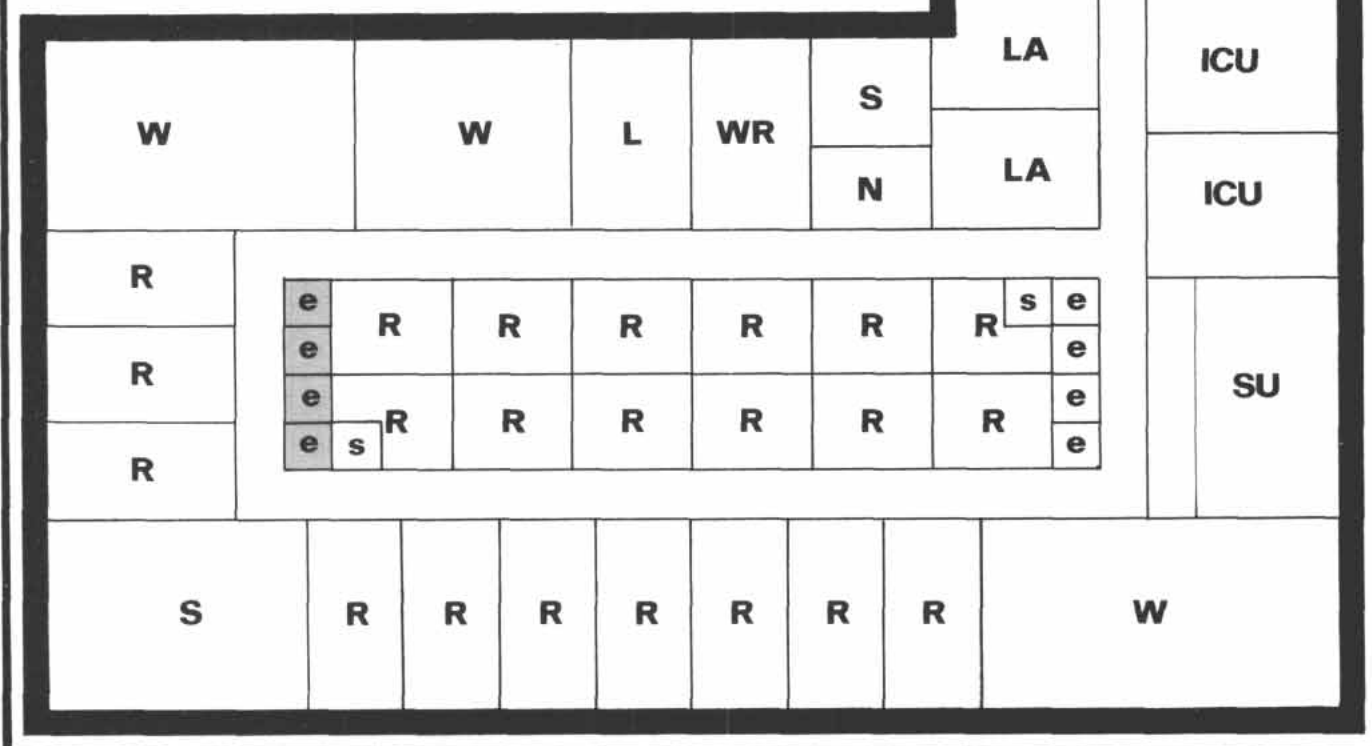 LA ICU
W W L WR S
N LA ICU
R
e R R R R R R s e
e e
R SU
e R R R R R R e
e s e
R
S R R R R R R R W